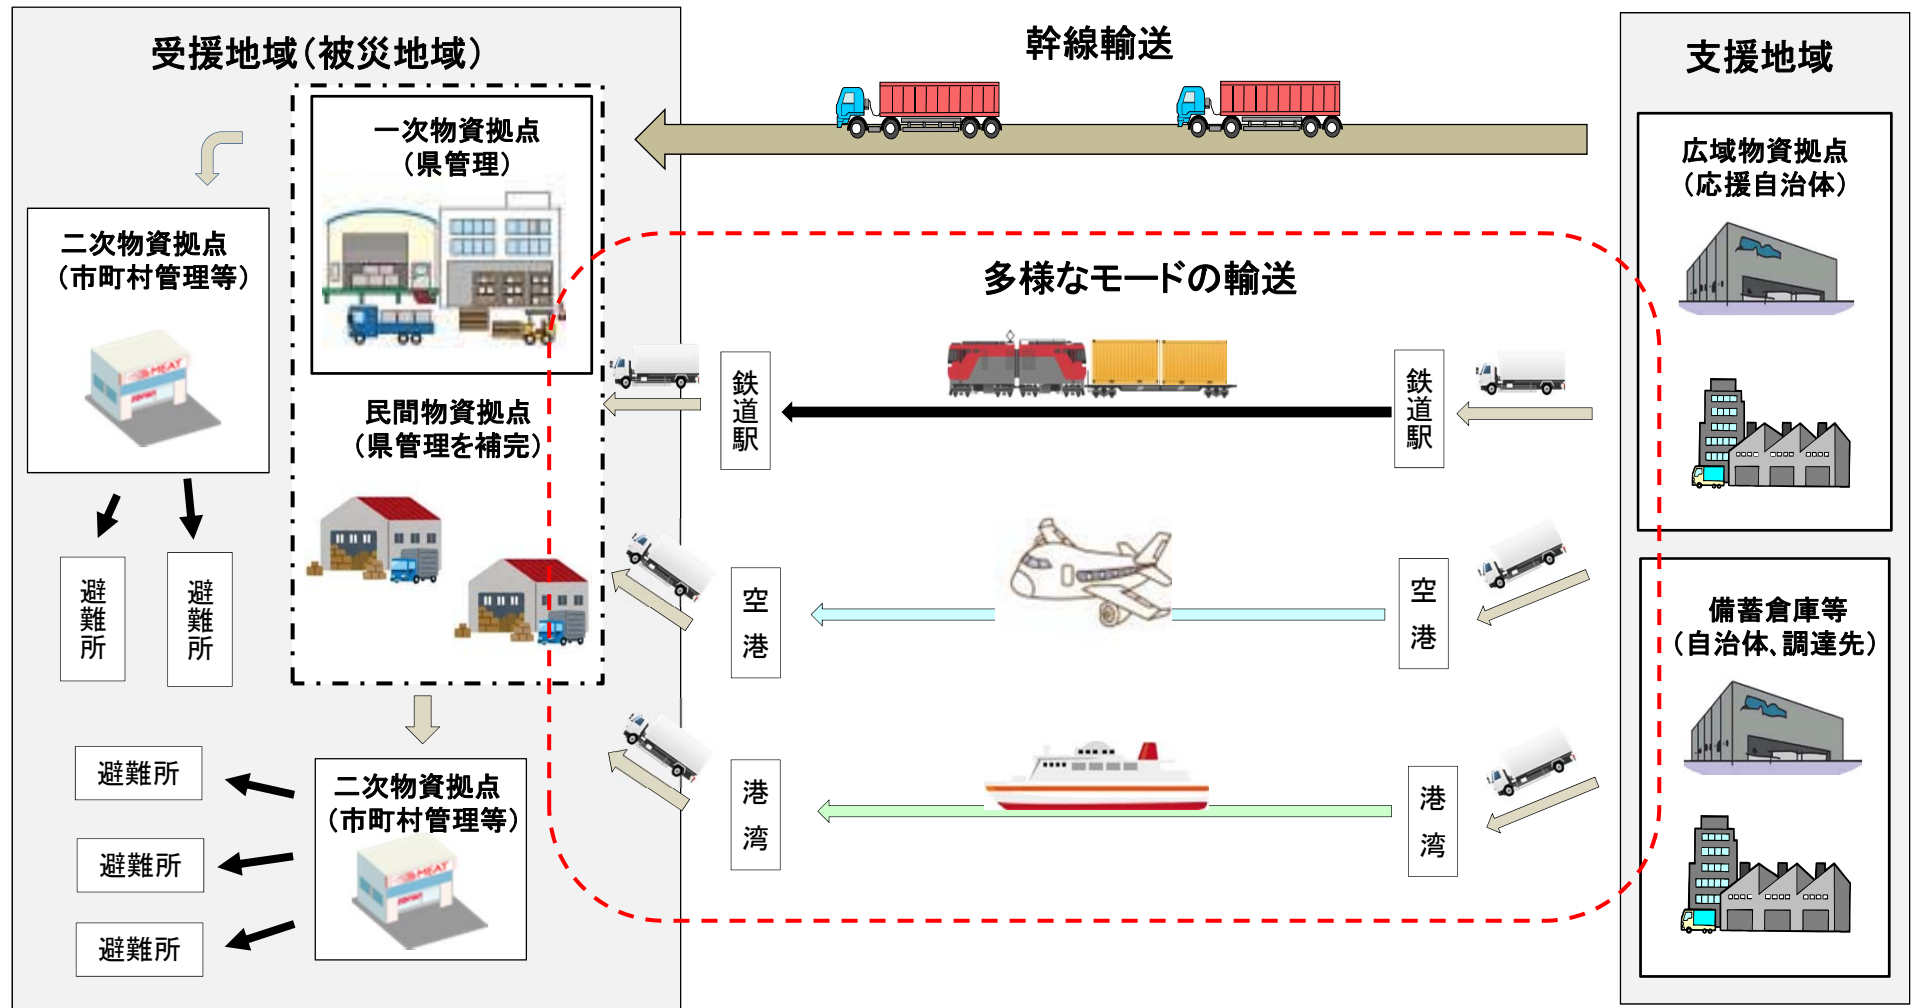 受援地域（被災地域）
幹線輸送
支援地域
一次物資拠点
（県管理）
広域物資拠点
（応援自治体）
二次物資拠点
（市町村管理等）
MEAT
多様なモードの輸送
民間物資拠点
（県管理を補完）
鉄道駅
鉄道駅
避難所
避難所
空港
空港
備蓄倉庫等
（自治体、調達先）
港湾
港湾
二次物資拠点
（市町村管理等）
MEAT
避難所
避難所
避難所